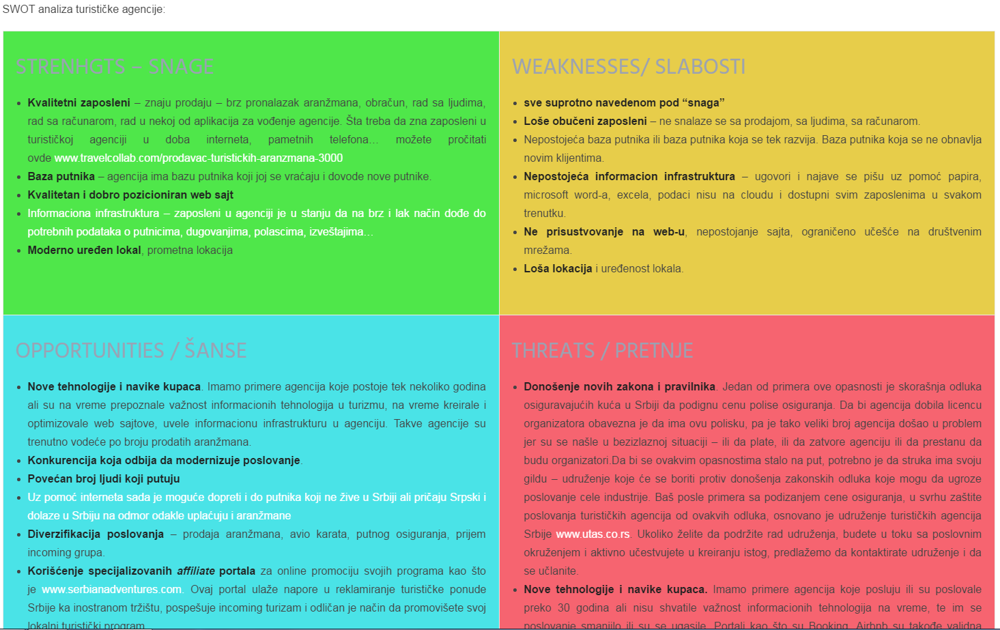 SWOT analiza turističke agencije:
STRENHGTS – SNAGE
Kvalitetni zaposleni – znaju prodaju – brz pronalazak aranžmana, obračun, rad sa ljudima,
rad sa računarom, rad u nekoj od aplikacija za vođenje agencije. Šta treba da zna zaposleni u
turističkoj agenciji u doba interneta, pametnih telefona… možete pročitati
ovde www.travelcollab.com/prodavac-turistickih-aranzmana-3000
Baza putnika – agencija ima bazu putnika koji joj se vraćaju i dovode nove putnike.
Kvalitetan i dobro pozicioniran web sajt
Informaciona infrastruktura – zaposleni u agenciji je u stanju da na brz i lak način dođe do
potrebnih podataka o putnicima, dugovanjima, polascima, izveštajima…
Moderno uređen lokal, prometna lokacija
WEAKNESSES/ SLABOSTI
sve suprotno navedenom pod “snaga”
Loše obučeni zaposleni – ne snalaze se sa prodajom, sa ljudima, sa računarom.
Nepostojeća baza putnika ili baza putnika koja se tek razvija. Baza putnika koja se ne obnavlja
novim klijentima.
Nepostojeća informacion infrastruktura – ugovori i najave se pišu uz pomoć papira,
microsoft word-a, excela, podaci nisu na cloudu i dostupni svim zaposlenima u svakom
trenutku.
Ne prisustvovanje na web-u, nepostojanje sajta, ograničeno učešće na društvenim
mrežama.
Loša lokacija i uređenost lokala.
OPPORTUNITIES / ŠANSE
Nove tehnologije i navike kupaca. Imamo primere agencija koje postoje tek nekoliko godina
ali su na vreme prepoznale važnost informacionih tehnologija u turizmu, na vreme kreirale i
optimizovale web sajtove, uvele informacionu infrastrukturu u agenciju. Takve agencije su
trenutno vodeće po broju prodatih aranžmana.
Konkurencija koja odbija da modernizuje poslovanje.
Povećan broj ljudi koji putuju
Uz pomoć interneta sada je moguće dopreti i do putnika koji ne žive u Srbiji ali pričaju Srpski i
dolaze u Srbiju na odmor odakle uplaćuju i aranžmane
Diverzifikacija poslovanja – prodaja aranžmana, avio karata, putnog osiguranja, prijem
incoming grupa.
Korišćenje specijalizovanih affiliate portala za online promociju svojih programa kao što
je www.serbianadventures.com. Ovaj portal ulaže napore u reklamiranje turističke ponude
Srbije ka inostranom tržištu, pospešuje incoming turizam i odličan je način da promovišete svoj
lokalni turistički program.
THREATS / PRETNJE
Donošenje novih zakona i pravilnika. Jedan od primera ove opasnosti je skorašnja odluka
osiguravajućih kuća u Srbiji da podignu cenu polise osiguranja. Da bi agencija dobila licencu
organizatora obavezna je da ima ovu polisku, pa je tako veliki broj agencija došao u problem
jer su se našle u bezizlaznoj situaciji – ili da plate, ili da zatvore agenciju ili da prestanu da
budu organizatori.Da bi se ovakvim opasnostima stalo na put, potrebno je da struka ima svoju
gildu – udruženje koje će se boriti protiv donošenja zakonskih odluka koje mogu da ugroze
poslovanje cele industrije. Baš posle primera sa podizanjem cene osiguranja, u svrhu zaštite
poslovanja turističkih agencija od ovakvih odluka, osnovano je udruženje turističkih agencija
Srbije www.utas.co.rs. Ukoliko želite da podržite rad udruženja, budete u toku sa poslovnim
okruženjem i aktivno učestvujete u kreiranju istog, predlažemo da kontaktirate udruženje i da
se učlanite.
Nove tehnologije i navike kupaca. Imamo primere agencija koje posluju ili su poslovale
preko 30 godina ali nisu shvatile važnost informacionih tehnologija na vreme, te im se
poslovanje smanjilo ili su se ugasile. Portali kao što su Booking, Airbnb su takođe validna